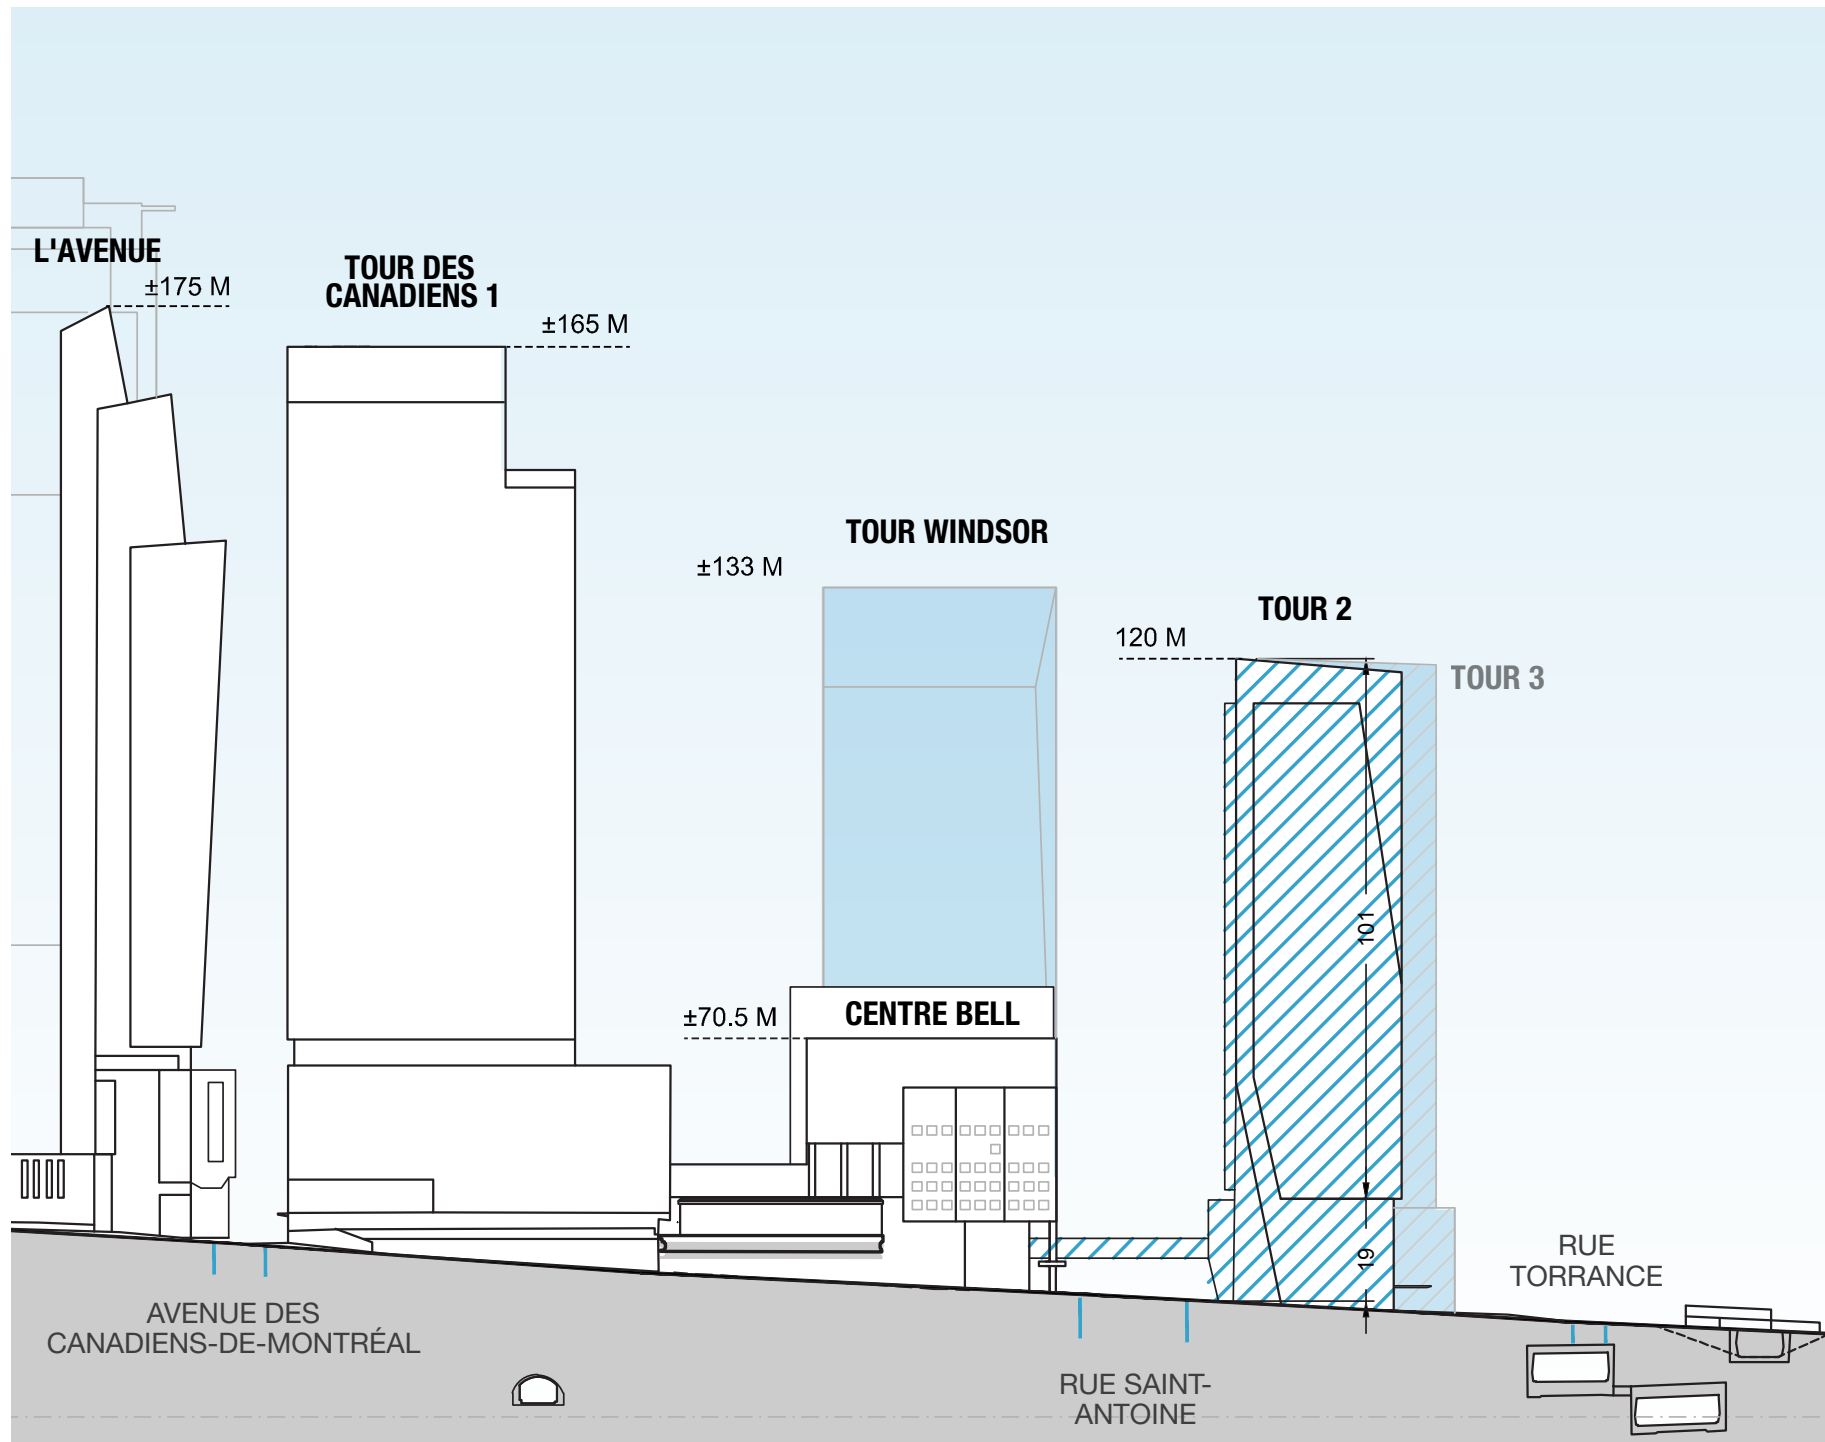 L'AVENUE
±175 M
TOUR DES
CANADIENS 1
±165 M
TOUR WINDSOR
±133 M
TOUR 2
120 M
TOUR 3
101
±70.5 M
CENTRE BELL
19
RUE
TORRANCE
AVENUE DES
CANADIENS-DE-MONTRÉAL
RUE SAINT-
ANTOINE